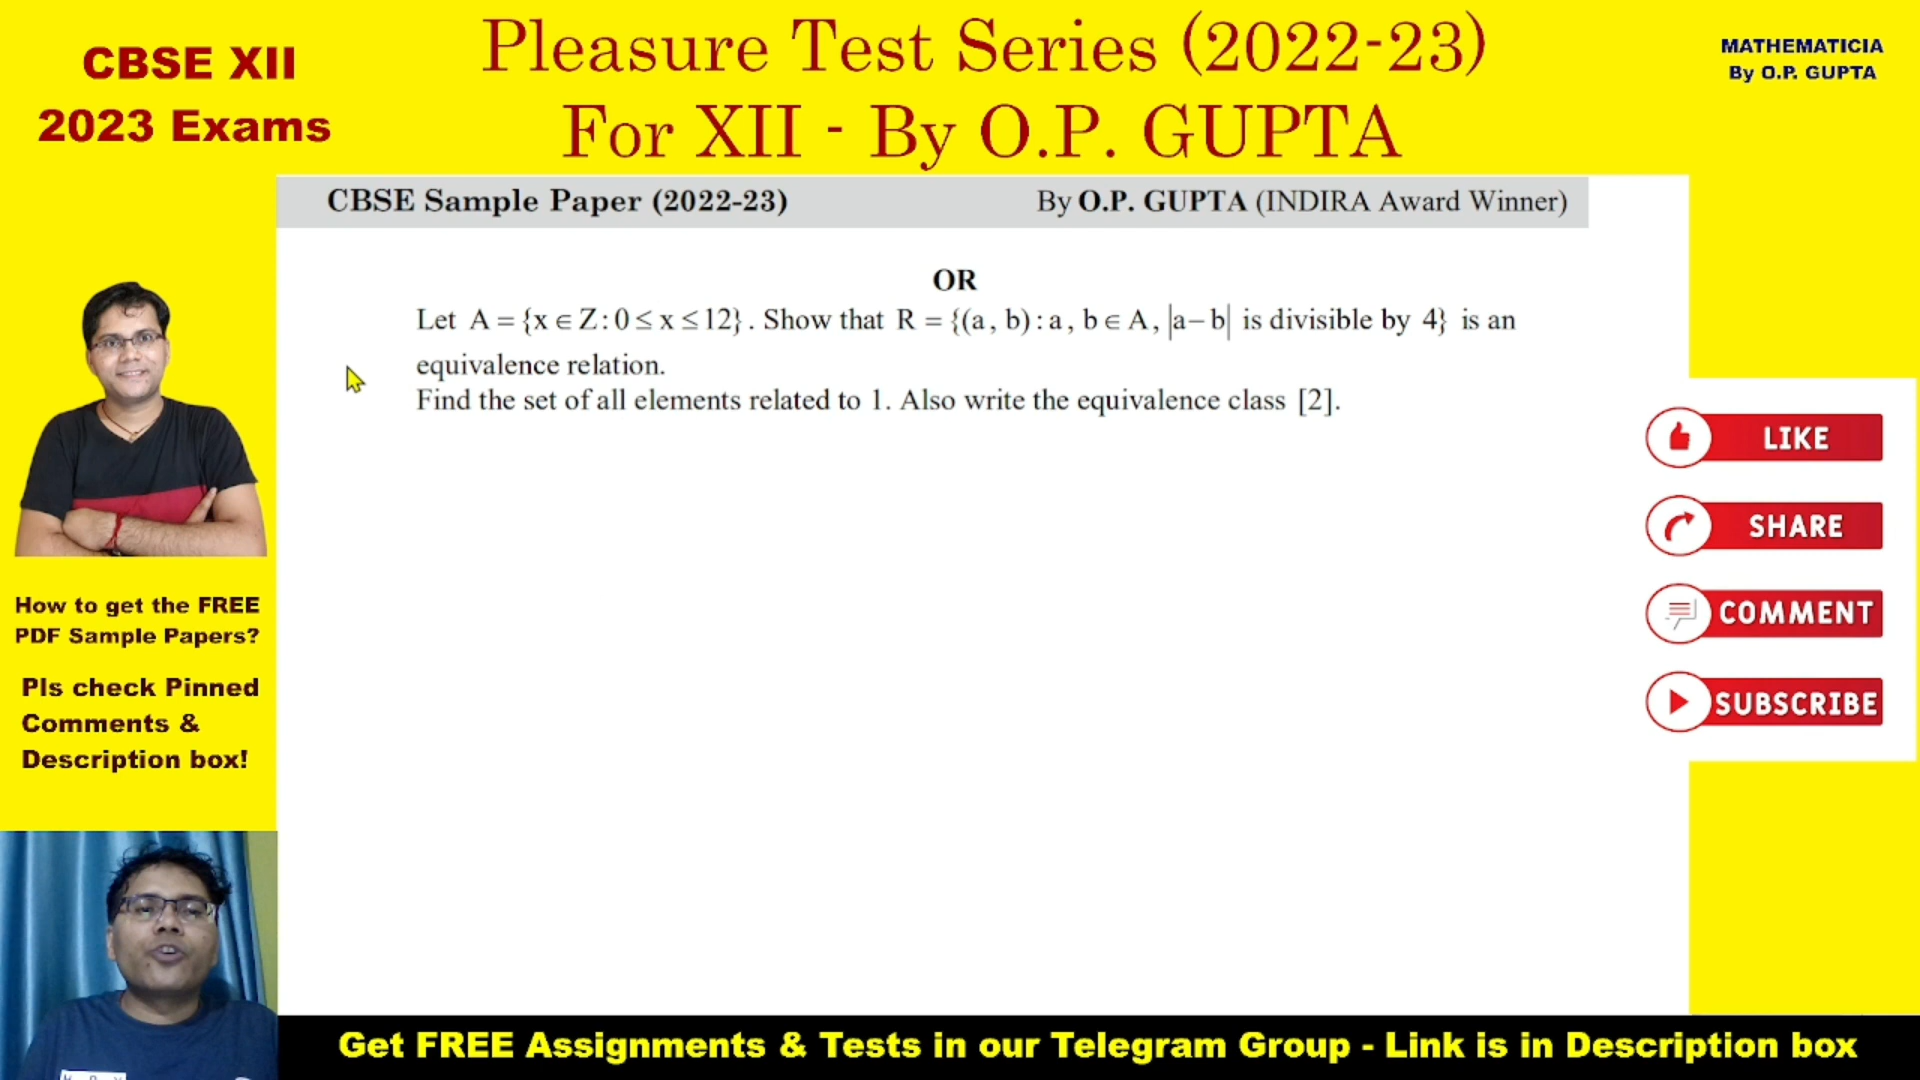 CBSE XII
2023 Exams
Pleasure Test Series (2022-23)
For XII - By O.P. GUPTA
MATHEMATICIA
By O.P. GUPTA
CBSE Sample Paper (2022-23)
By O.P. GUPTA (INDIRA Award Winner)
OR
Let A = {x ∈ Z : 0 ≤ x ≤ 12}. Show that R = {(a, b) : a, b ∈ A, |a – b| is divisible by 4} is an
equivalence relation.
Find the set of all elements related to 1. Also write the equivalence class [2].
How to get the FREE
PDF Sample Papers?
Pls check Pinned
Comments &
Description box!
LIKE
SHARE
COMMENT
SUBSCRIBE
Get FREE Assignments & Tests in our Telegram Group - Link is in Description box